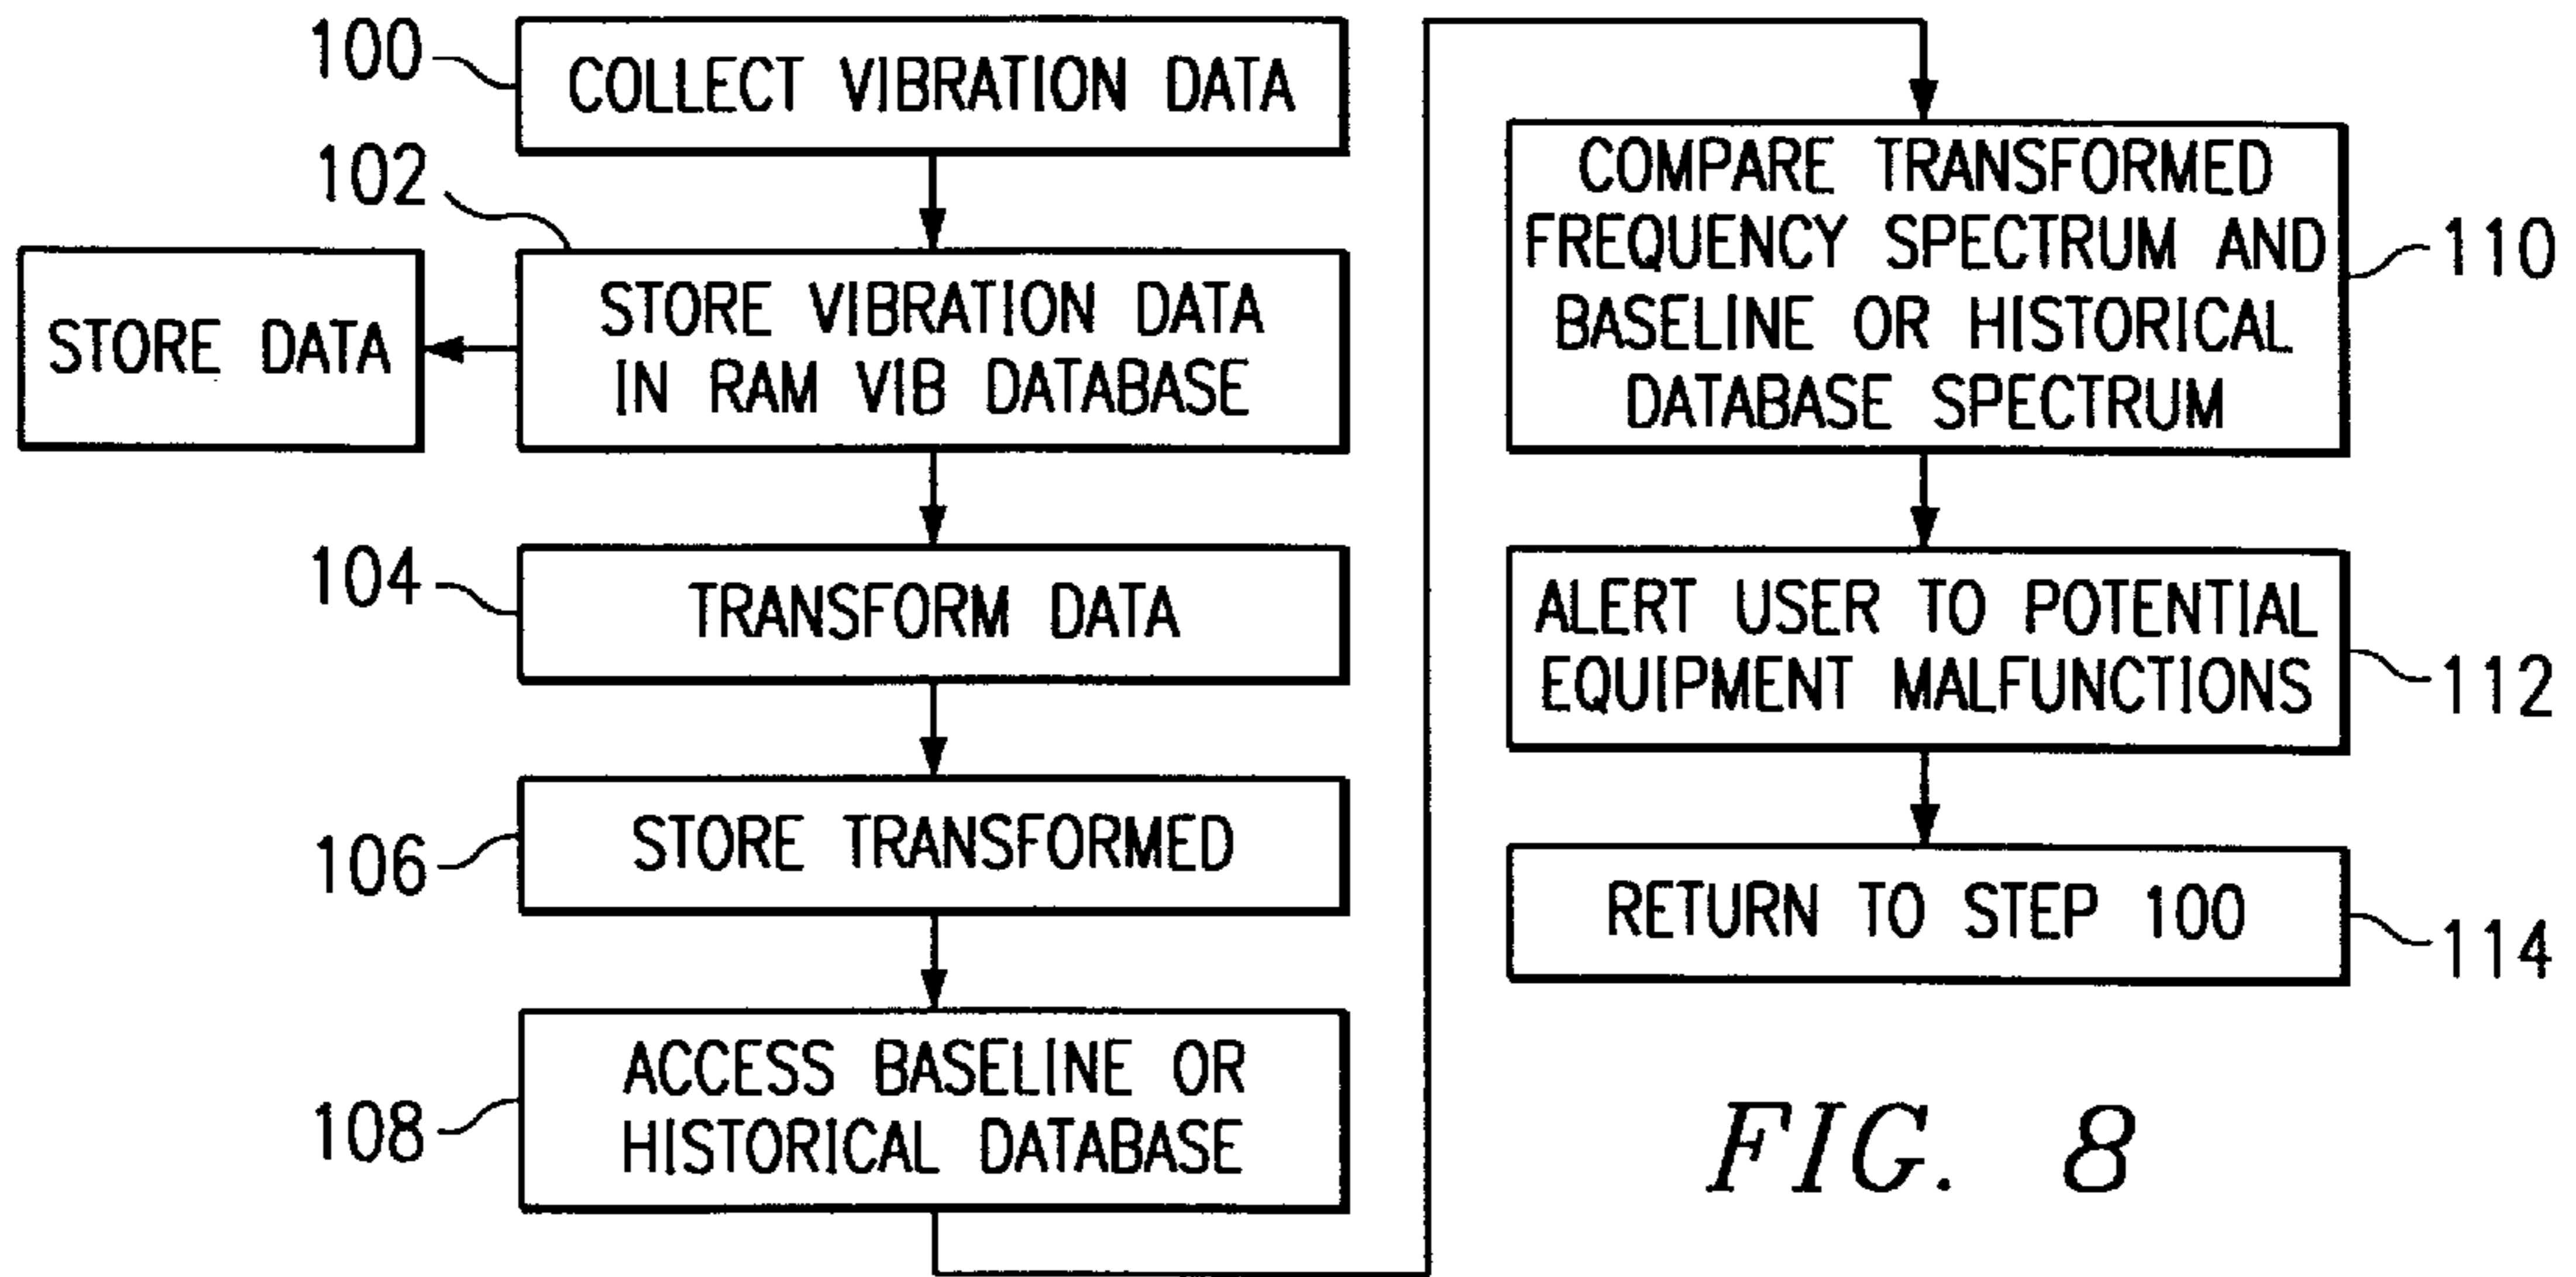 100
COLLECT VIBRATION DATA
102
STORE DATA
STORE VIBRATION DATA
IN RAM VIB DATABASE
104
TRANSFORM DATA
106
STORE TRANSFORMED
108
ACCESS BASELINE OR
HISTORICAL DATABASE
COMPARE TRANSFORMED
FREQUENCY SPECTRUM AND
BASELINE OR HISTORICAL
DATABASE SPECTRUM
110
ALERT USER TO POTENTIAL
EQUIPMENT MALFUNCTIONS
112
RETURN TO STEP 100
114
FIG. 8